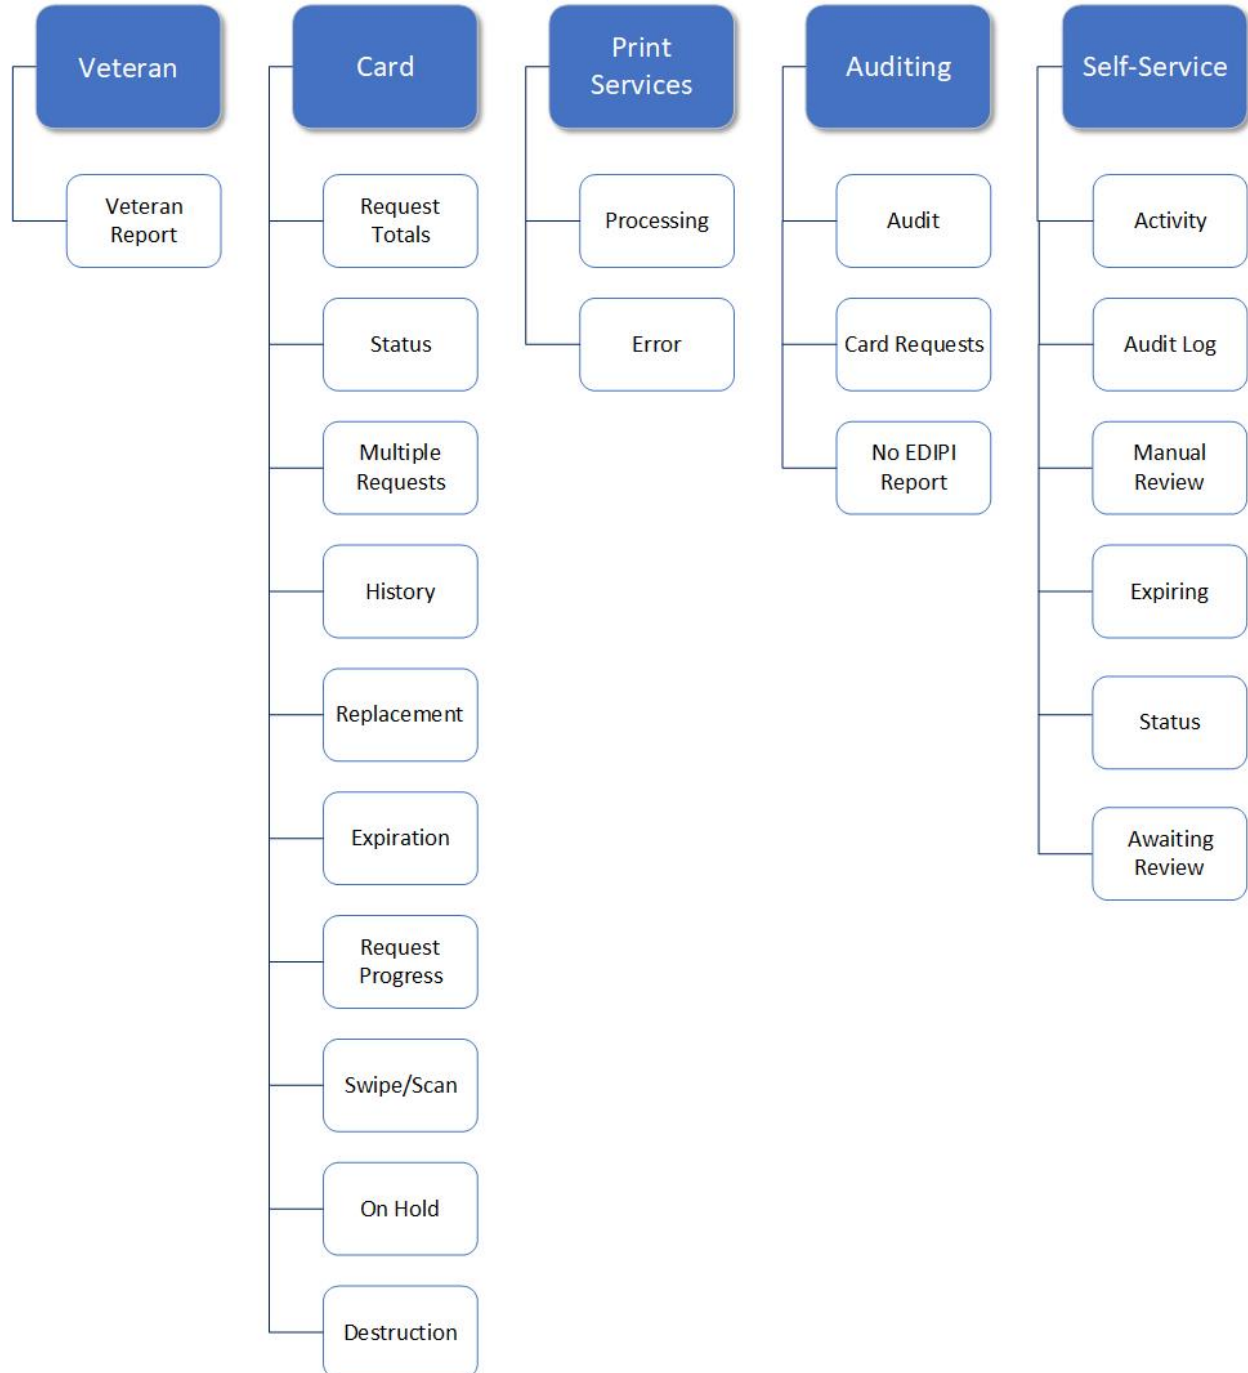 Veteran
Veteran
Report
Card
Request
Totals
Status
Multiple
Requests
History
Replacement
Expiration
Request
Progress
Swipe/Scan
On Hold
Destruction
Print
Services
Processing
Error
Auditing
Audit
Card Requests
No EDIPI
Report
Self-Service
Activity
Audit Log
Manual
Review
Expiring
Status
Awaiting
Review